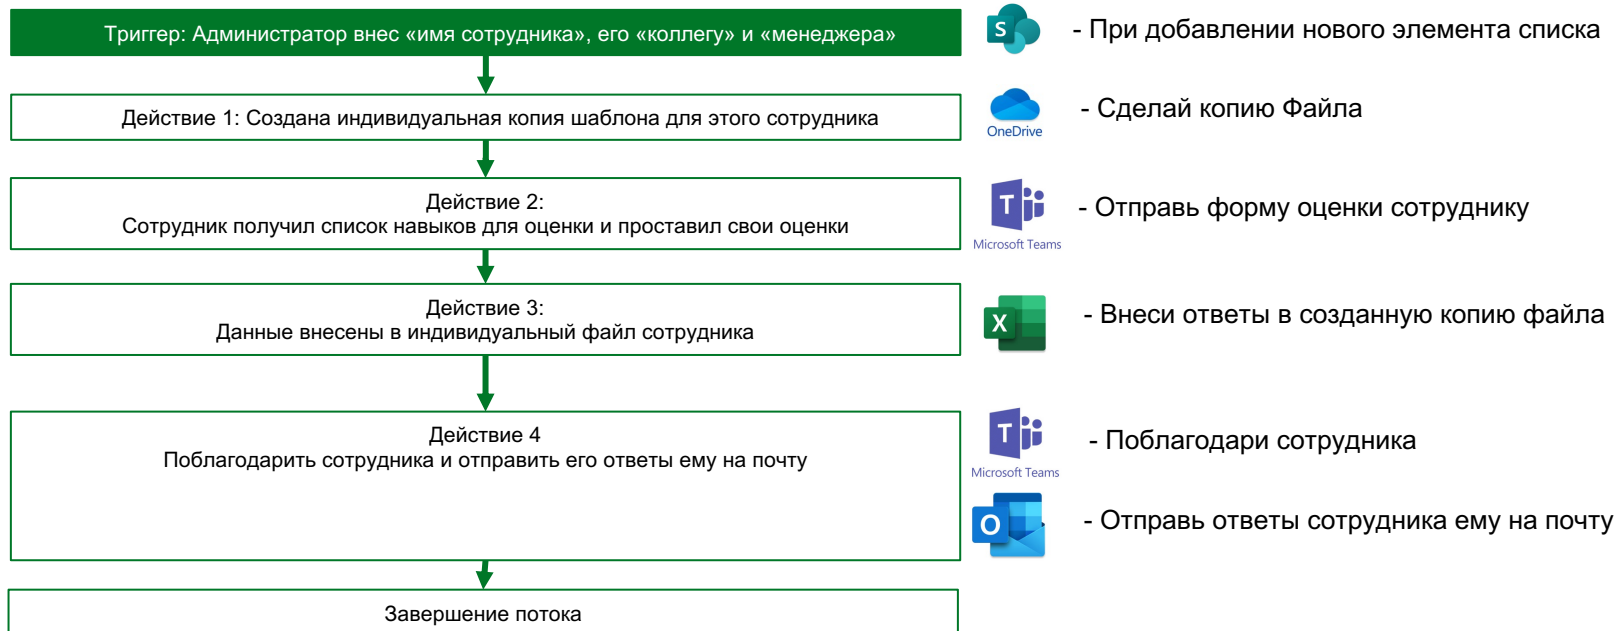 Триггер: Администратор внес «имя сотрудника», его «коллегу» и «менеджера»
S
- При добавлении нового элемента списка
Действие 1: Создана индивидуальная копия шаблона для этого сотрудника
OneDrive
- Сделай копию Файла
Действие 2:
Сотрудник получил список навыков для оценки и проставил свои оценки
T
Microsoft Teams
- Отправь форму оценки сотруднику
Действие 3:
Данные внесены в индивидуальный файл сотрудника
X
- Внеси ответы в созданную копию файла
Действие 4
Поблагодарить сотрудника и отправить его ответы ему на почту
T
Microsoft Teams
- Поблагодари сотрудника
O
- Отправь ответы сотрудника ему на почту
Завершение потока